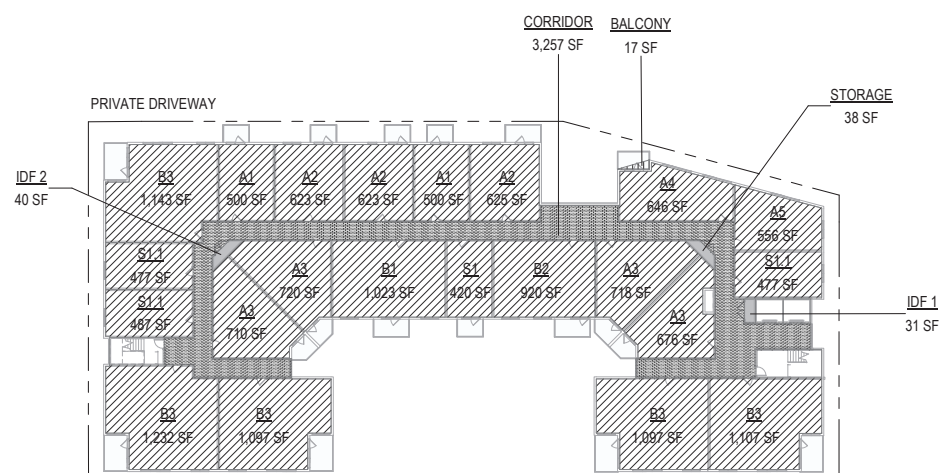 CORRIDOR
3,257 SF
BALCONY
17 SF
STORAGE
38 SF
PRIVATE DRIVEWAY
IDF 2
40 SF
B3
1,143 SF
A1
500 SF
A2
623 SF
A2
623 SF
A1
500 SF
A2
625 SF
A4
646 SF
A5
556 SF
S1.1
477 SF
S1.1
487 SF
A3
720 SF
A3
710 SF
B1
1,023 SF
S1
420 SF
B2
920 SF
A3
718 SF
A3
676 SF
S1.1
477 SF
IDF 1
31 SF
B3
1,232 SF
B3
1,097 SF
B3
1,097 SF
B3
1,107 SF